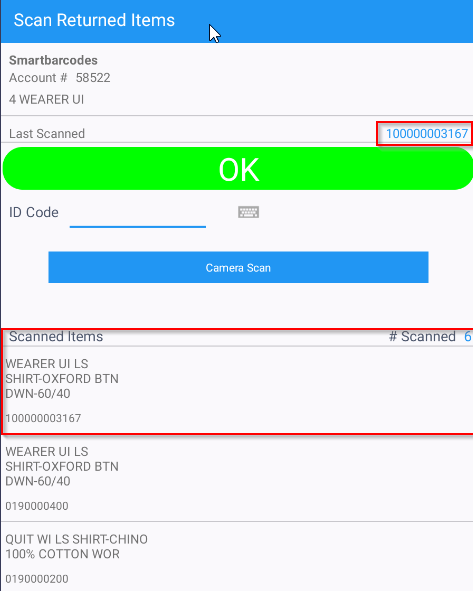 Scan Returned Items
Smartbarcodes
Account # 58522
4 WEARER UI
Last Scanned 100000003167
OK
ID Code
Camera Scan
Scanned Items # Scanned 6
WEARER UI LS
SHIRT-OXFORD BTN
DWN-60/40
100000003167
WEARER UI LS
SHIRT-OXFORD BTN
DWN-60/40
0190000400
QUIT WI LS SHIRT-CHINO
100% COTTON WOR
0190000200